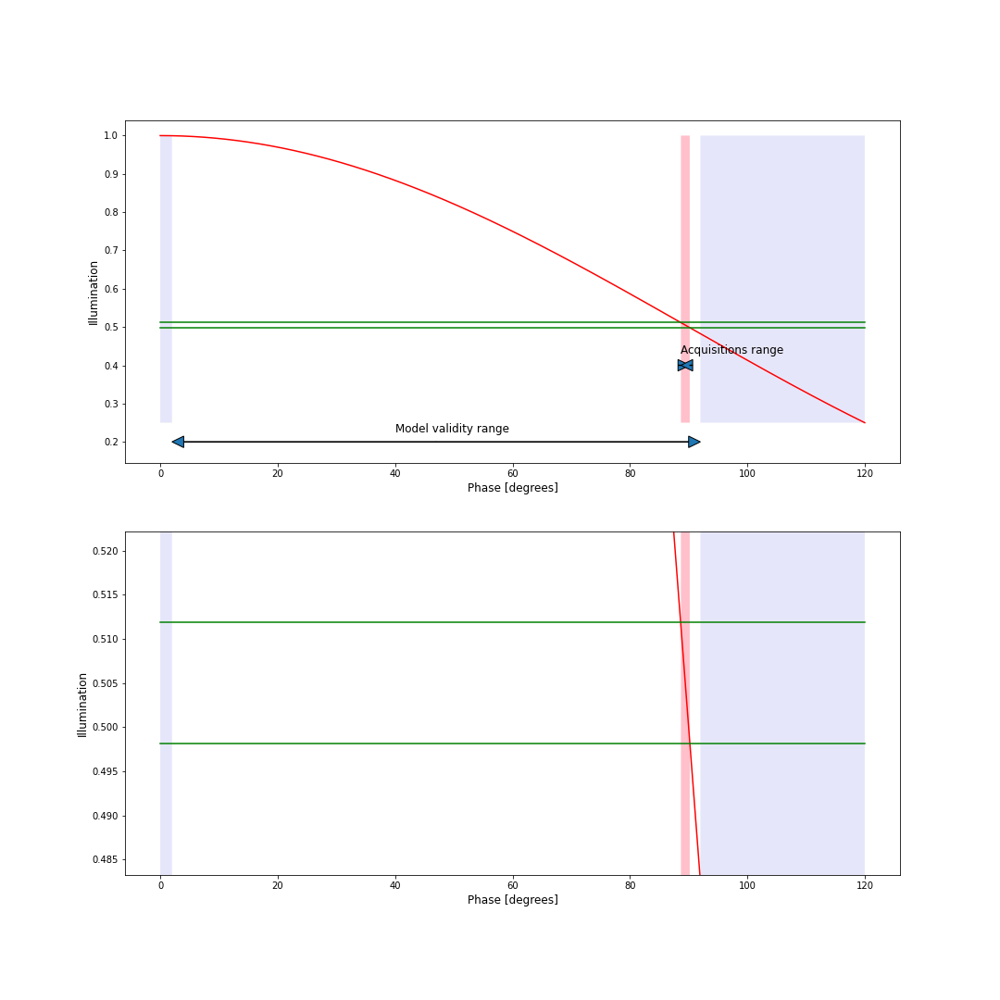 1.0
0.9
0.8
0.7
0.6
0.5
0.4
0.3
0.2
Illumination
Acquisitions range
Model validity range
0 20 40 60 80 100 120
Phase [degrees]
0.520
0.515
0.510
0.505
0.500
0.495
0.490
0.485
Illumination
0 20 40 60 80 100 120
Phase [degrees]